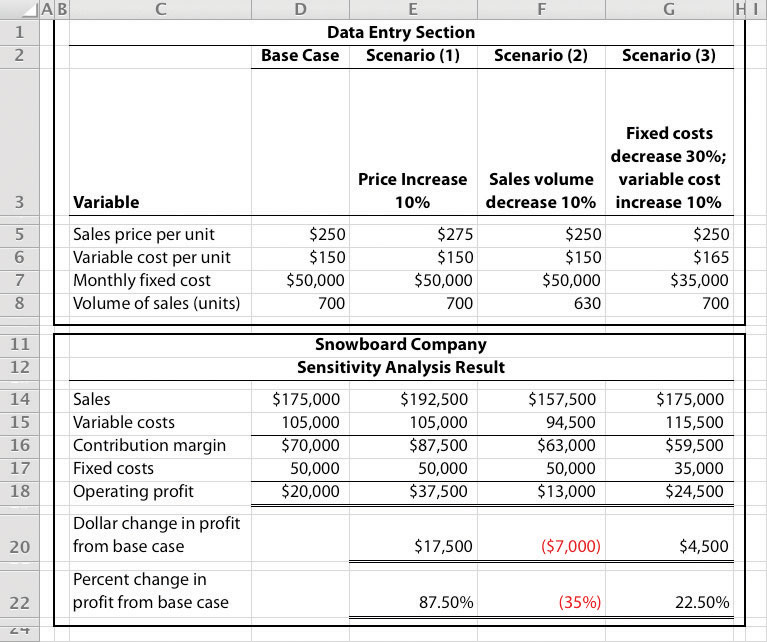 A B C D E F G H I
1 Data Entry Section
2 Base Case Scenario (1) Scenario (2) Scenario (3)
Fixed costs
decrease 30%;
Price Increase Sales volume variable cost
3 Variable 10% decrease 10% increase 10%
5 Sales price per unit $250 $275 $250 $250
6 Variable cost per unit $150 $150 $150 $165
7 Monthly fixed cost $50,000 $50,000 $50,000 $35,000
8 Volume of sales (units) 700 700 630 700
11 Snowboard Company
12 Sensitivity Analysis Result
14 Sales $175,000 $192,500 $157,500 $175,000
15 Variable costs 105,000 105,000 94,500 115,500
16 Contribution margin $70,000 $87,500 $63,000 $59,500
17 Fixed costs 50,000 50,000 50,000 35,000
18 Operating profit $20,000 $37,500 $13,000 $24,500
Dollar change in profit
20 from base case $17,500 ($7,000) $4,500
Percent change in
22 profit from base case 87.50% (35%) 22.50%